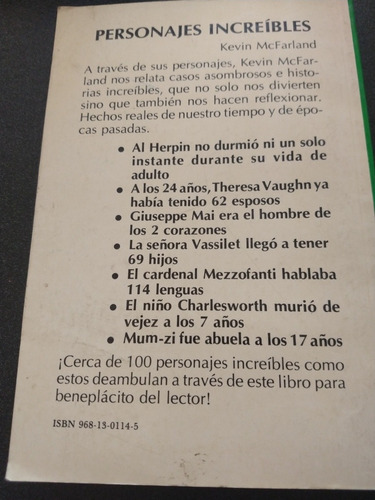 PERSONAJES INCREÍBLES
Kevin McFarland
A través de sus personajes, Kevin McFar-
land nos relata casos asombrosos e histo-
rias increíbles, que no solo nos divierten
sino que también nos hacen reflexionar.
Hechos reales de nuestro tiempo y de épo-
cas pasadas.
• Al Herpin no durmió ni un solo
instante durante su vida de
adulto
• A los 24 años, Theresa Vaughn ya
había tenido 62 esposos
• Giuseppe Mai era el hombre de
los 2 corazones
• La señora Vassilet llegó a tener
69 hijos
• El cardenal Mezzofanti hablaba
114 lenguas
• El niño Charlesworth murió de
vejez a los 7 años
• Mum-zi fue abuela a los 17 años
¡Cerca de 100 personajes increíbles como
estos deambulan a través de este libro para
beneplácito del lector!
ISBN 968-13-0114-5